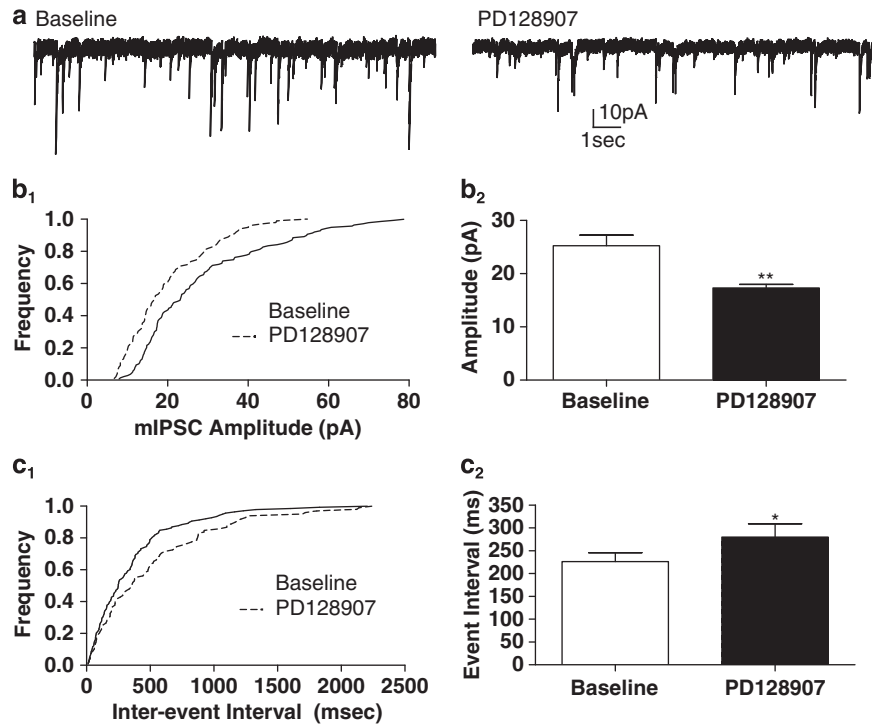 a Baseline
PD128907
10pA
1sec
b1
1.0
0.8
0.6
0.4
0.2
0.0
Frequency
Baseline
PD128907
0 20 40 60 80
mIPSC Amplitude (pA)
b2
30
20
10
0
Amplitude (pA)
**
Baseline PD128907
c1
1.0
0.8
0.6
0.4
0.2
0.0
Frequency
Baseline
PD128907
0 500 1000 1500 2000 2500
Inter-event Interval (msec)
c2
350
300
250
200
150
100
50
0
Event Interval (ms)
*
Baseline PD128907